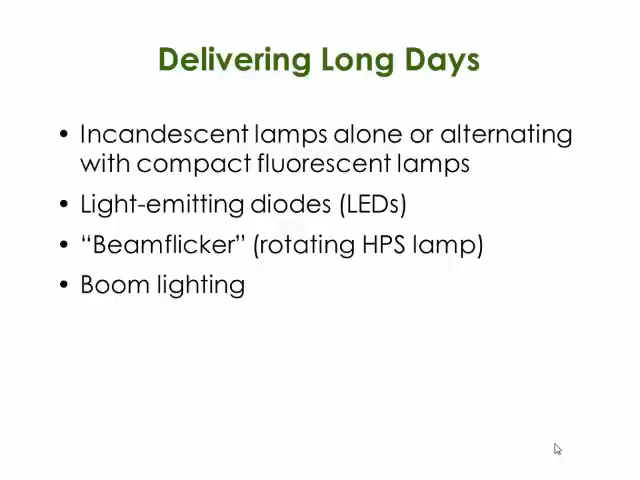 Delivering Long Days
• Incandescent lamps alone or alternating
with compact fluorescent lamps
• Light-emitting diodes (LEDs)
• “Beamflicker” (rotating HPS lamp)
• Boom lighting